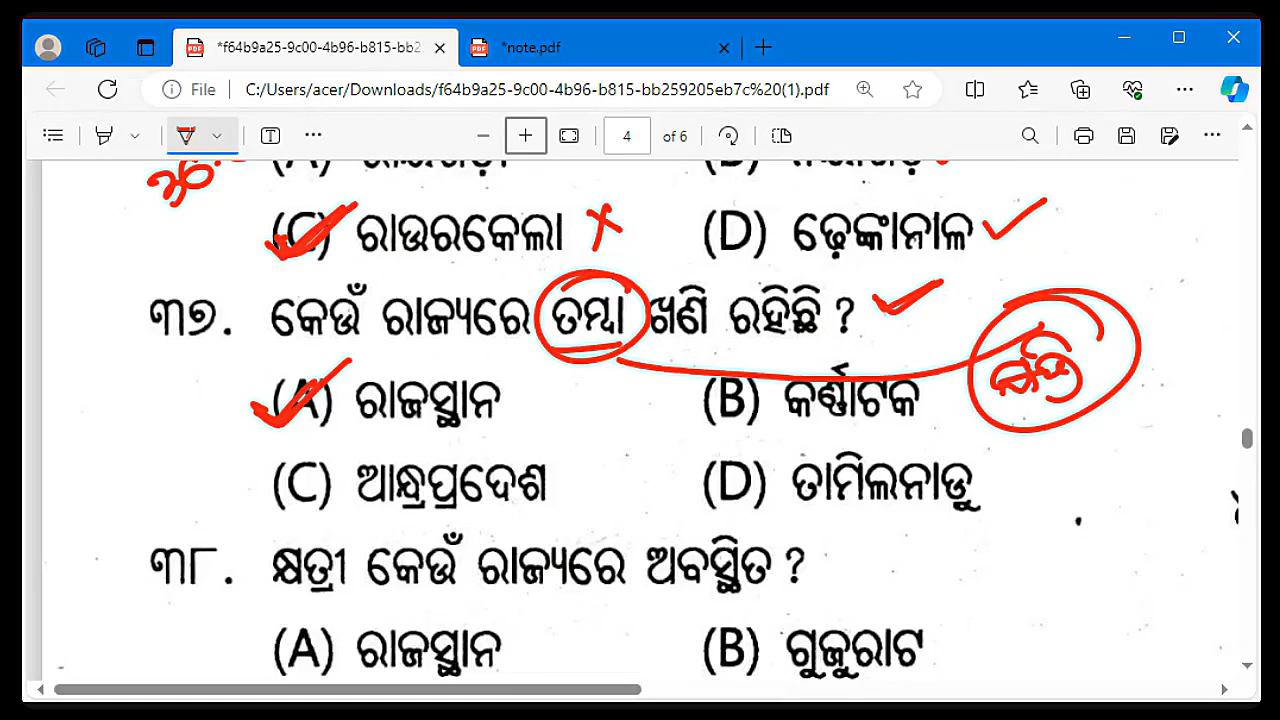 *f64b9a25-9c00-4b96-b815-bb2 *note.pdf
File C:/Users/acer/Downloads/f64b9a25-9c00-4b96-b815-bb259205eb7c%20(1).pdf
4 of 6
(C) ରାଉରକେଲା (D) ଢ଼େଙ୍କାନାଳ
୩୭. କେଉଁ ରାଜ୍ୟରେ ତମ୍ବା ଖଣି ରହିଛି ?
(A) ରାଜସ୍ଥାନ (B) କର୍ଣ୍ଣାଟକ
(C) ଆନ୍ଧ୍ରପ୍ରଦେଶ (D) ତାମିଲନାଡୁ
୩୮. କ୍ଷତ୍ରୀ କେଉଁ ରାଜ୍ୟରେ ଅବସ୍ଥିତ ?
(A) ରାଜସ୍ଥାନ (B) ଗୁଜୁରାଟ